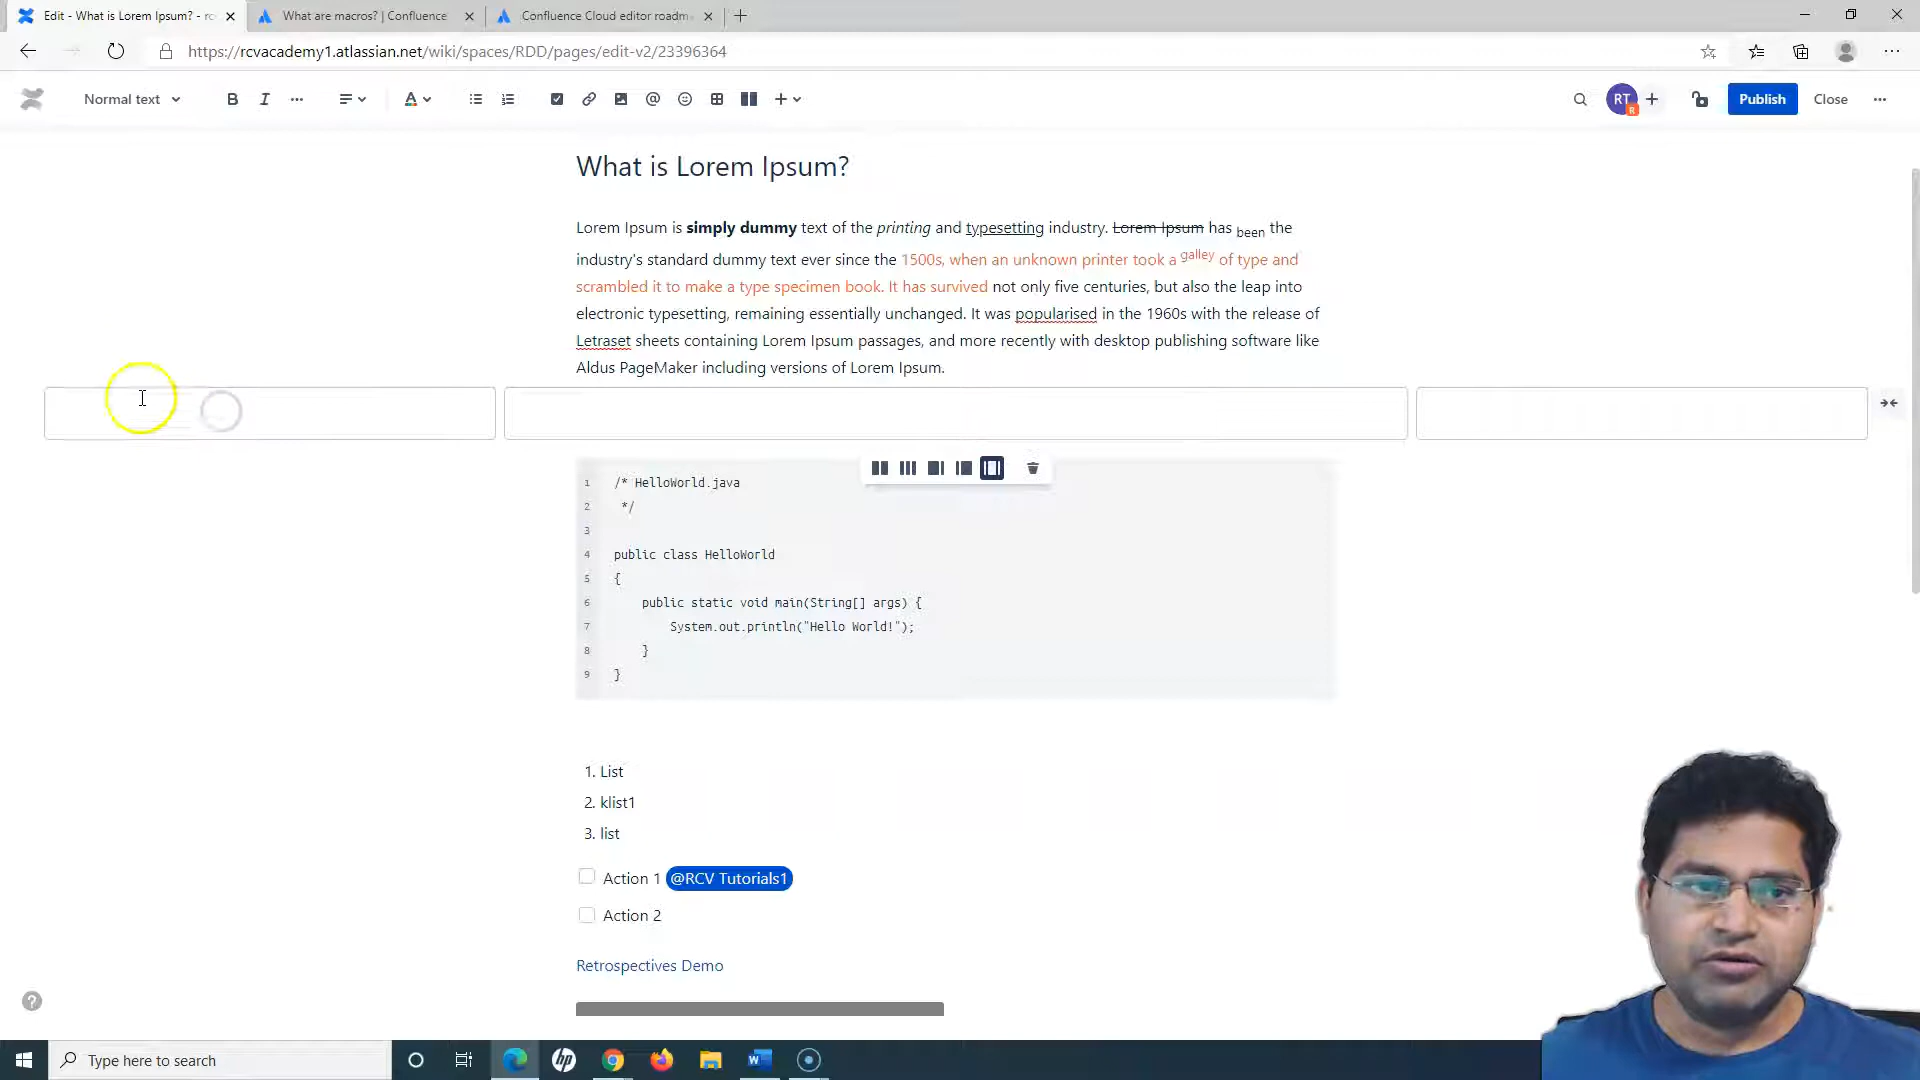 Edit - What is Lorem Ipsum? - rc
What are macros? | Confluence
Confluence Cloud editor roadm
https://rcvacademy1.atlassian.net/wiki/spaces/RDD/pages/edit-v2/23396364
Normal text
B I A
RT
R
Publish
Close
What is Lorem Ipsum?
Lorem Ipsum is simply dummy text of the printing and typesetting industry. Lorem Ipsum has been the
industry's standard dummy text ever since the 1500s, when an unknown printer took a galley of type and
scrambled it to make a type specimen book. It has survived not only five centuries, but also the leap into
electronic typesetting, remaining essentially unchanged. It was popularised in the 1960s with the release of
Letraset sheets containing Lorem Ipsum passages, and more recently with desktop publishing software like
Aldus PageMaker including versions of Lorem Ipsum.
1 /* HelloWorld.java
2 */
3
4 public class HelloWorld
5 {
6 public static void main(String[] args) {
7 System.out.println("Hello World!");
8 }
9 }
1. List
2. klist1
3. list
Action 1 @RCV Tutorials1
Action 2
Retrospectives Demo
?
Type here to search
hp
W